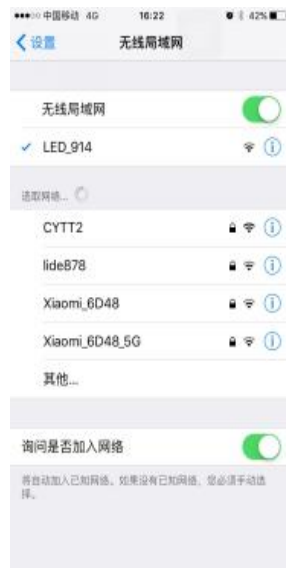 中国移动 4G 16:22 42%
设置 无线局域网
无线局域网
LED_914
选取网络...
CYTT2
lide878
Xiaomi_6D48
Xiaomi_6D48_5G
其他...
询问是否加入网络
将自动加入已知网络。如果没有已知网络，您必须手动选
择。